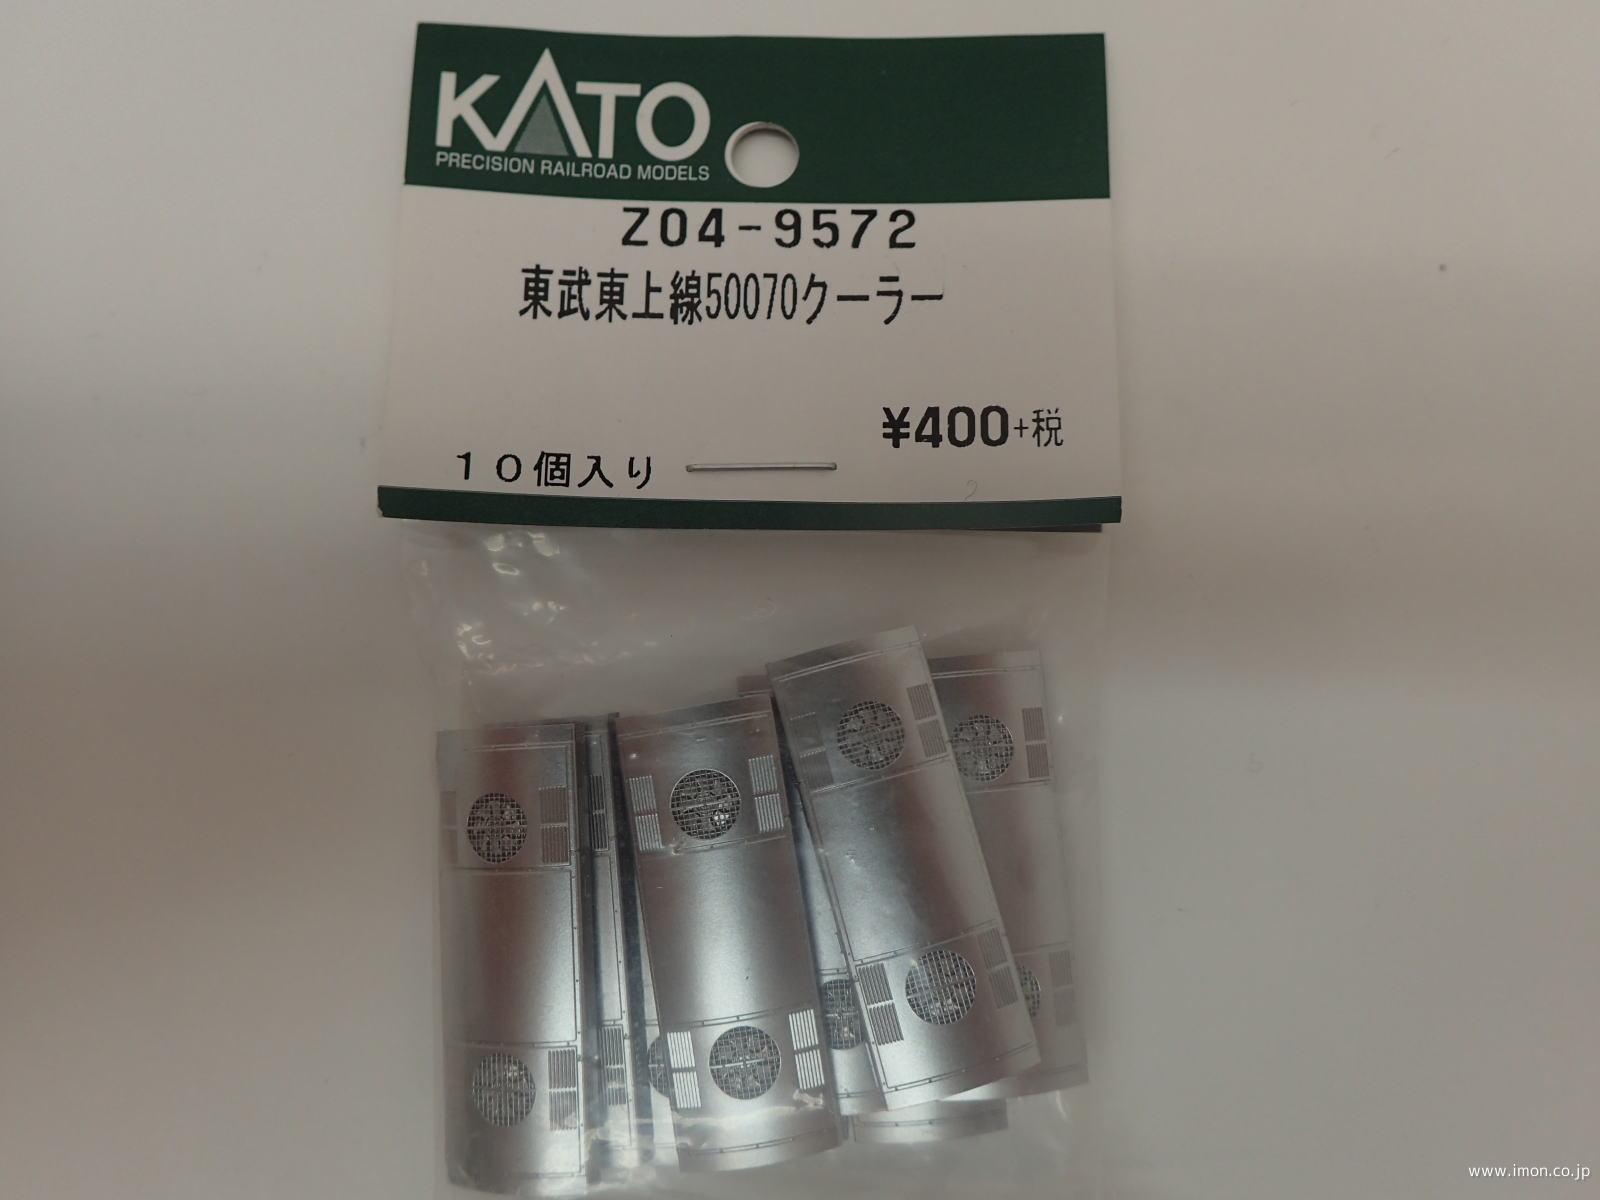 KATO
PRECISION RAILROAD MODELS
Z04-9572
東武東上線50070クーラー
¥400+税
10個入り
www.imon.co.jp